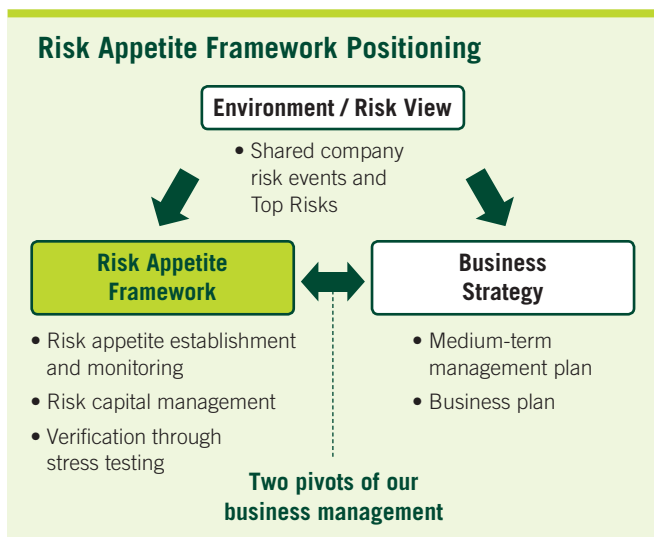 Risk Appetite Framework Positioning
Environment / Risk View
• Shared company
risk events and
Top Risks
Risk Appetite
Framework
• Risk appetite establishment
and monitoring
• Risk capital management
• Verification through
stress testing
Business
Strategy
• Medium-term
management plan
• Business plan
Two pivots of our
business management